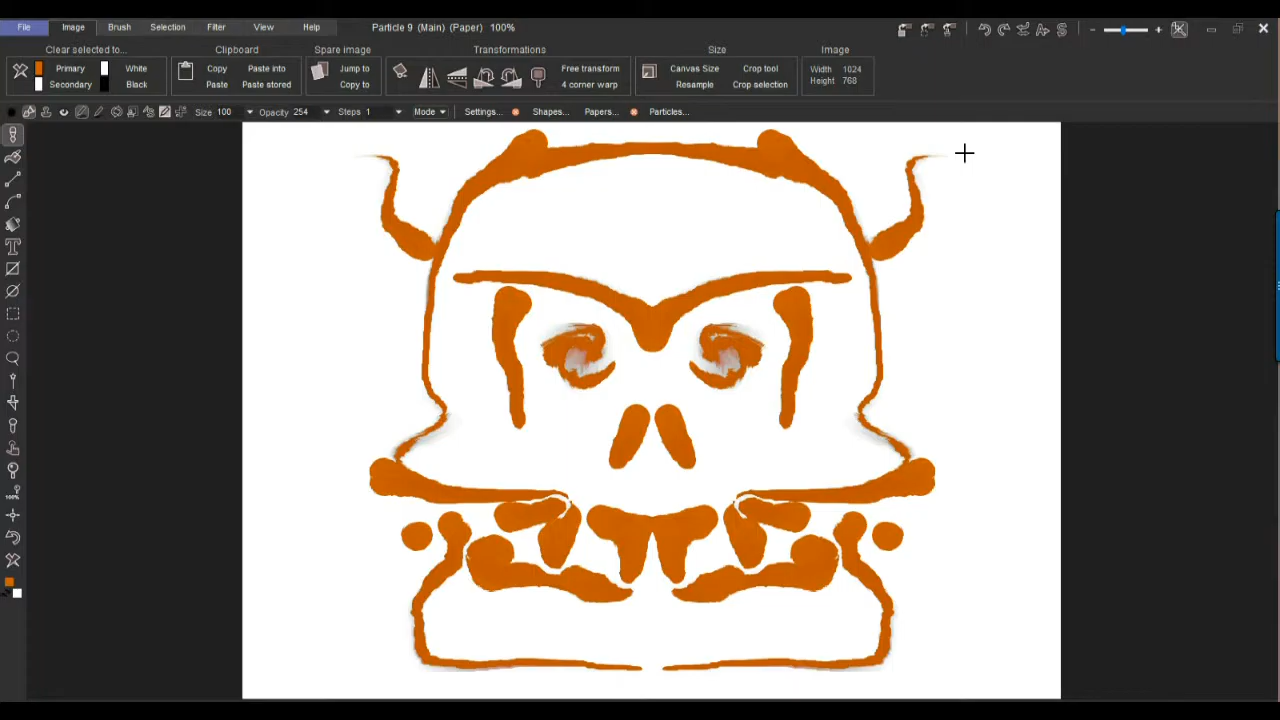 File Image Brush Selection Filter View Help Particle 9 (Main) (Paper) 100%
Clear selected to... Clipboard Spare image Transformations Size Image
Primary White Copy Paste into Jump to Free transform Canvas Size Crop tool Width 1024
Secondary Black Paste Paste stored Copy to 4 corner warp Resample Crop selection Height 768
Size 100 Opacity 254 Steps 1 Mode Settings... Shapes... Papers... Particles...
100%